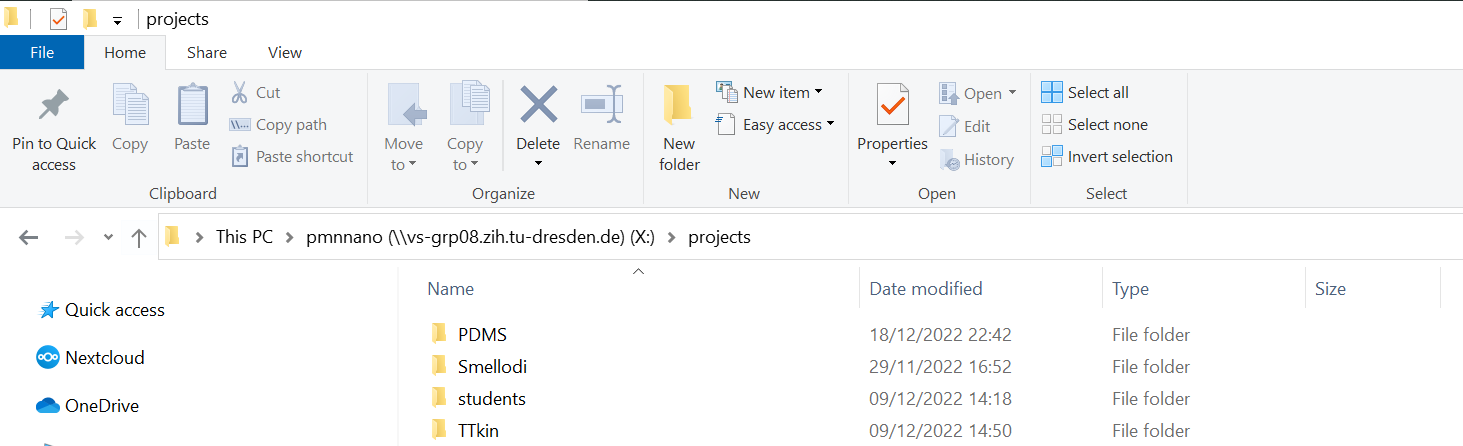 projects
File Home Share View
Pin to Quick access
Copy
Paste
Cut
\\... Copy path
Paste shortcut
Clipboard
Move to
Copy to
Delete
Rename
Organize
New folder
New item
Easy access
New
Properties
Open
Edit
History
Open
Select all
Select none
Invert selection
Select
This PC pmnnano (\\vs-grp08.zih.tu-dresden.de) (X:) projects
Quick access
Nextcloud
OneDrive
Name Date modified Type Size
PDMS 18/12/2022 22:42 File folder
Smellodi 29/11/2022 16:52 File folder
students 09/12/2022 14:18 File folder
TTkin 09/12/2022 14:50 File folder